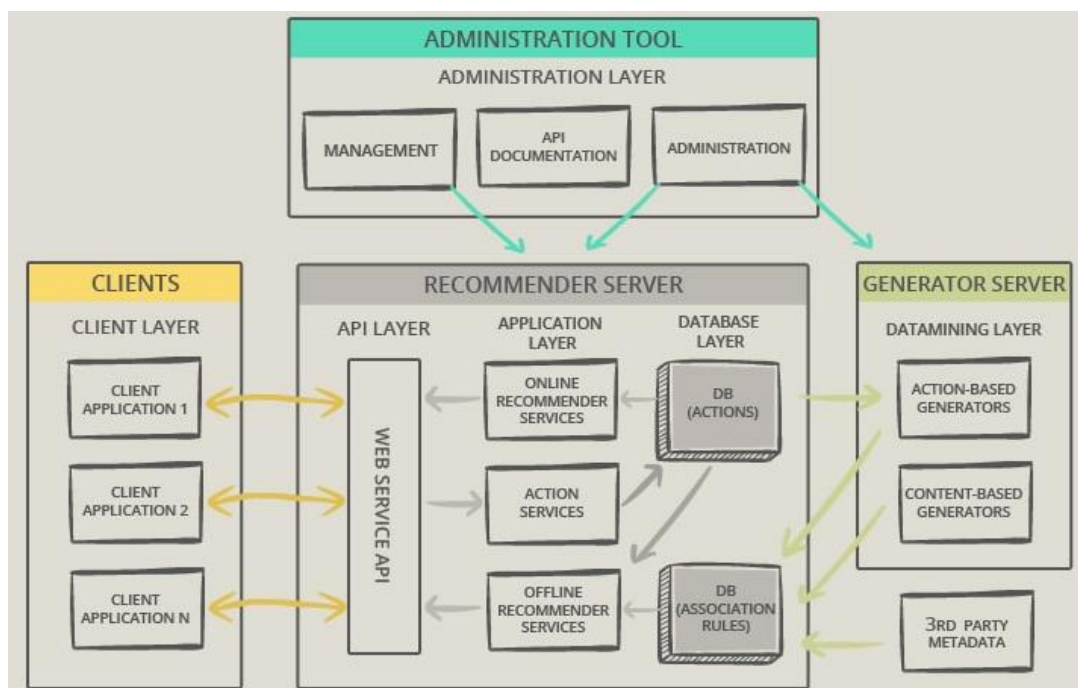 ADMINISTRATION TOOL
ADMINISTRATION LAYER
MANAGEMENT
API
DOCUMENTATION
ADMINISTRATION
CLIENTS
CLIENT LAYER
CLIENT
APPLICATION 1
CLIENT
APPLICATION 2
CLIENT
APPLICATION N
RECOMMENDER SERVER
API LAYER
WEB SERVICE API
APPLICATION
LAYER
ONLINE
RECOMMENDER
SERVICES
ACTION
SERVICES
OFFLINE
RECOMMENDER
SERVICES
DATABASE
LAYER
DB
(ACTIONS)
DB
(ASSOCIATION
RULES)
GENERATOR SERVER
DATAMINING LAYER
ACTION-BASED
GENERATORS
CONTENT-BASED
GENERATORS
3RD PARTY
METADATA